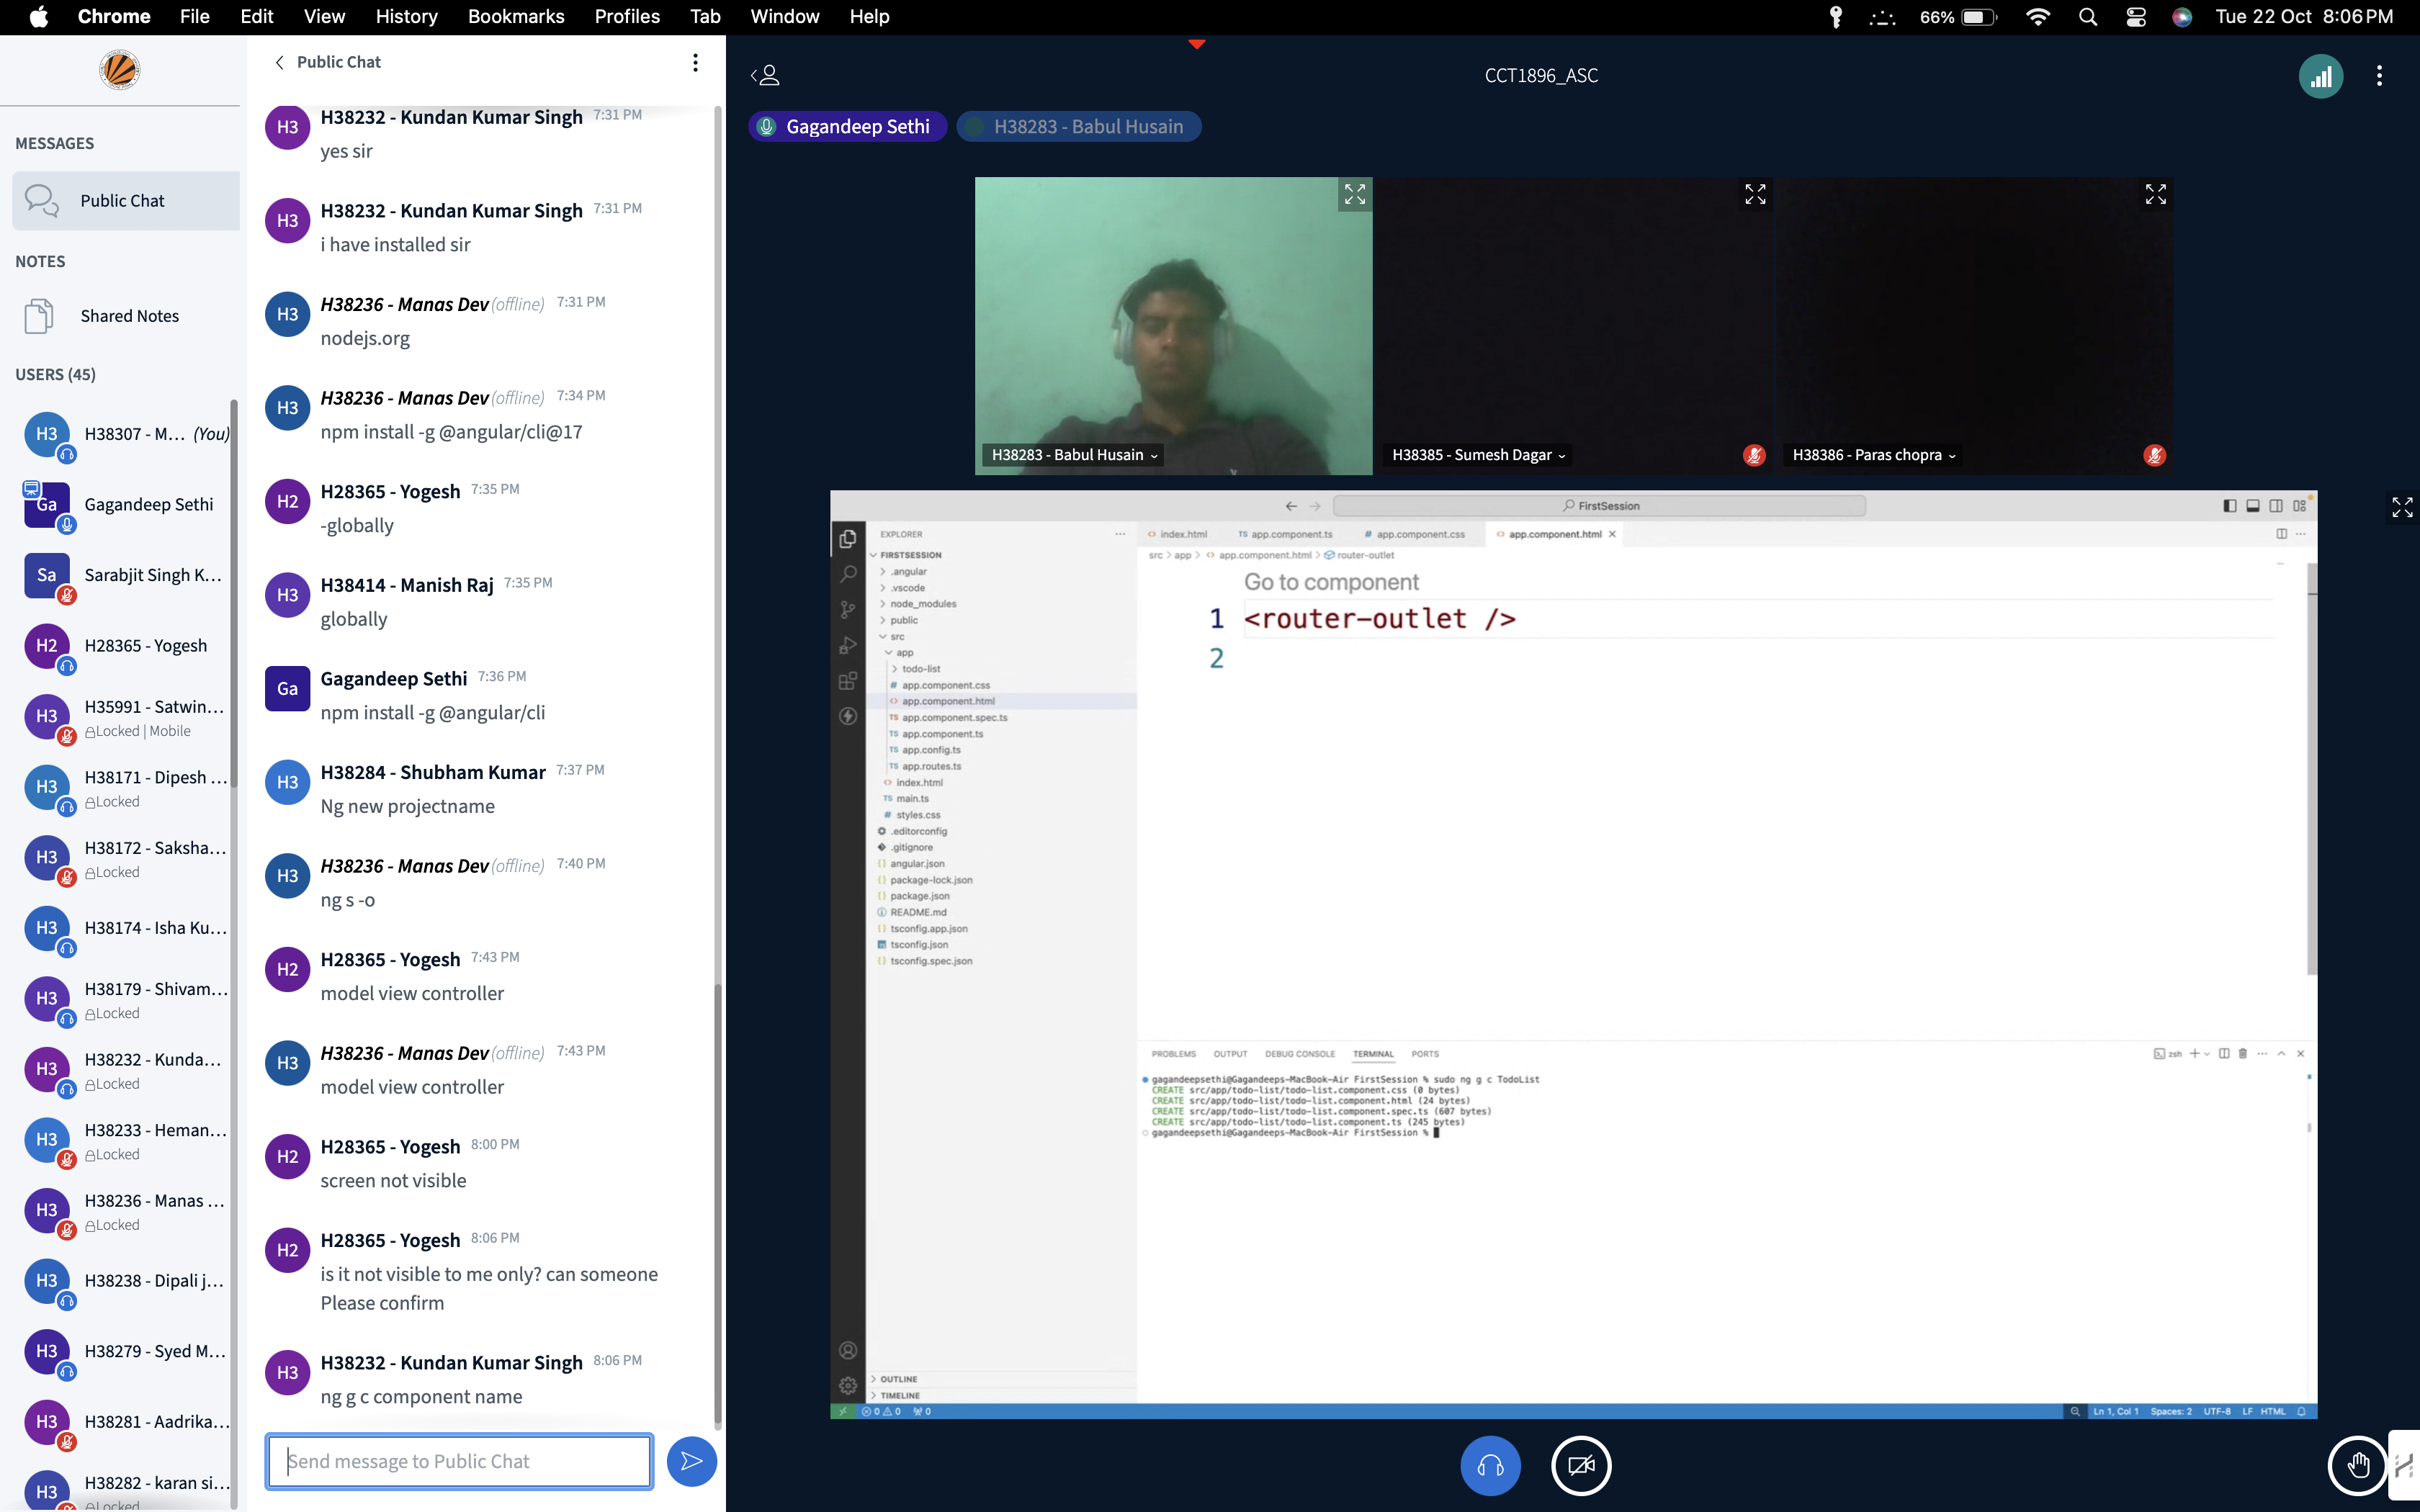 Chrome File Edit View History Bookmarks Profiles Tab Window Help
66% Tue 22 Oct 8:06 PM
MESSAGES
Public Chat
NOTES
Shared Notes
USERS (45)
H3 H38307 - M... (You)
Ga Gagandeep Sethi
Sa Sarabjit Singh K...
H2 H28365 - Yogesh
H3 H35991 - Satwin...
Locked | Mobile
H3 H38171 - Dipesh ...
Locked
H3 H38172 - Saksha...
Locked
H3 H38174 - Isha Ku...
H3 H38179 - Shivam...
Locked
H3 H38232 - Kunda...
Locked
H3 H38233 - Heman...
Locked
H3 H38236 - Manas ...
Locked
H3 H38238 - Dipali j...
H3 H38279 - Syed M...
H3 H38281 - Aadrika...
H3 H38282 - karan si...
Locked
Public Chat
H3 H38232 - Kundan Kumar Singh 7:31 PM
yes sir
H3 H38232 - Kundan Kumar Singh 7:31 PM
i have installed sir
H3 H38236 - Manas Dev (offline) 7:31 PM
nodejs.org
H3 H38236 - Manas Dev (offline) 7:34 PM
npm install -g @angular/cli@17
H2 H28365 - Yogesh 7:35 PM
-globally
H3 H38414 - Manish Raj 7:35 PM
globally
Ga Gagandeep Sethi 7:36 PM
npm install -g @angular/cli
H3 H38284 - Shubham Kumar 7:37 PM
Ng new projectname
H3 H38236 - Manas Dev (offline) 7:40 PM
ng s -o
H2 H28365 - Yogesh 7:43 PM
model view controller
H3 H38236 - Manas Dev (offline) 7:43 PM
model view controller
H2 H28365 - Yogesh 8:00 PM
screen not visible
H2 H28365 - Yogesh 8:06 PM
is it not visible to me only? can someone
Please confirm
H3 H38232 - Kundan Kumar Singh 8:06 PM
ng g c component name
Send message to Public Chat
CCT1896_ASC
Gagandeep Sethi H38283 - Babul Husain
H38283 - Babul Husain H38385 - Sumesh Dagar H38386 - Paras chopra
FirstSession
EXPLORER
FIRSTSESSION
.angular
.vscode
node_modules
public
src
app
todo-list
# app.component.css
<> app.component.html
TS app.component.spec.ts
TS app.component.ts
TS app.config.ts
TS app.routes.ts
<> index.html
TS main.ts
# styles.css
.editorconfig
.gitignore
{} angular.json
{} package-lock.json
{} package.json
README.md
{} tsconfig.app.json
tsconfig.json
{} tsconfig.spec.json
OUTLINE
TIMELINE
<> index.html TS app.component.ts # app.component.css <> app.component.html
src > app > <> app.component.html > router-outlet
Go to component
1 <router-outlet />
2
PROBLEMS OUTPUT DEBUG CONSOLE TERMINAL PORTS
zsh
gagandeepsethi@Gagandeeps-MacBook-Air FirstSession % sudo ng g c TodoList
CREATE src/app/todo-list/todo-list.component.css (0 bytes)
CREATE src/app/todo-list/todo-list.component.html (24 bytes)
CREATE src/app/todo-list/todo-list.component.spec.ts (607 bytes)
CREATE src/app/todo-list/todo-list.component.ts (245 bytes)
gagandeepsethi@Gagandeeps-MacBook-Air FirstSession %
0 0 0 Ln 1, Col 1 Spaces: 2 UTF-8 LF HTML